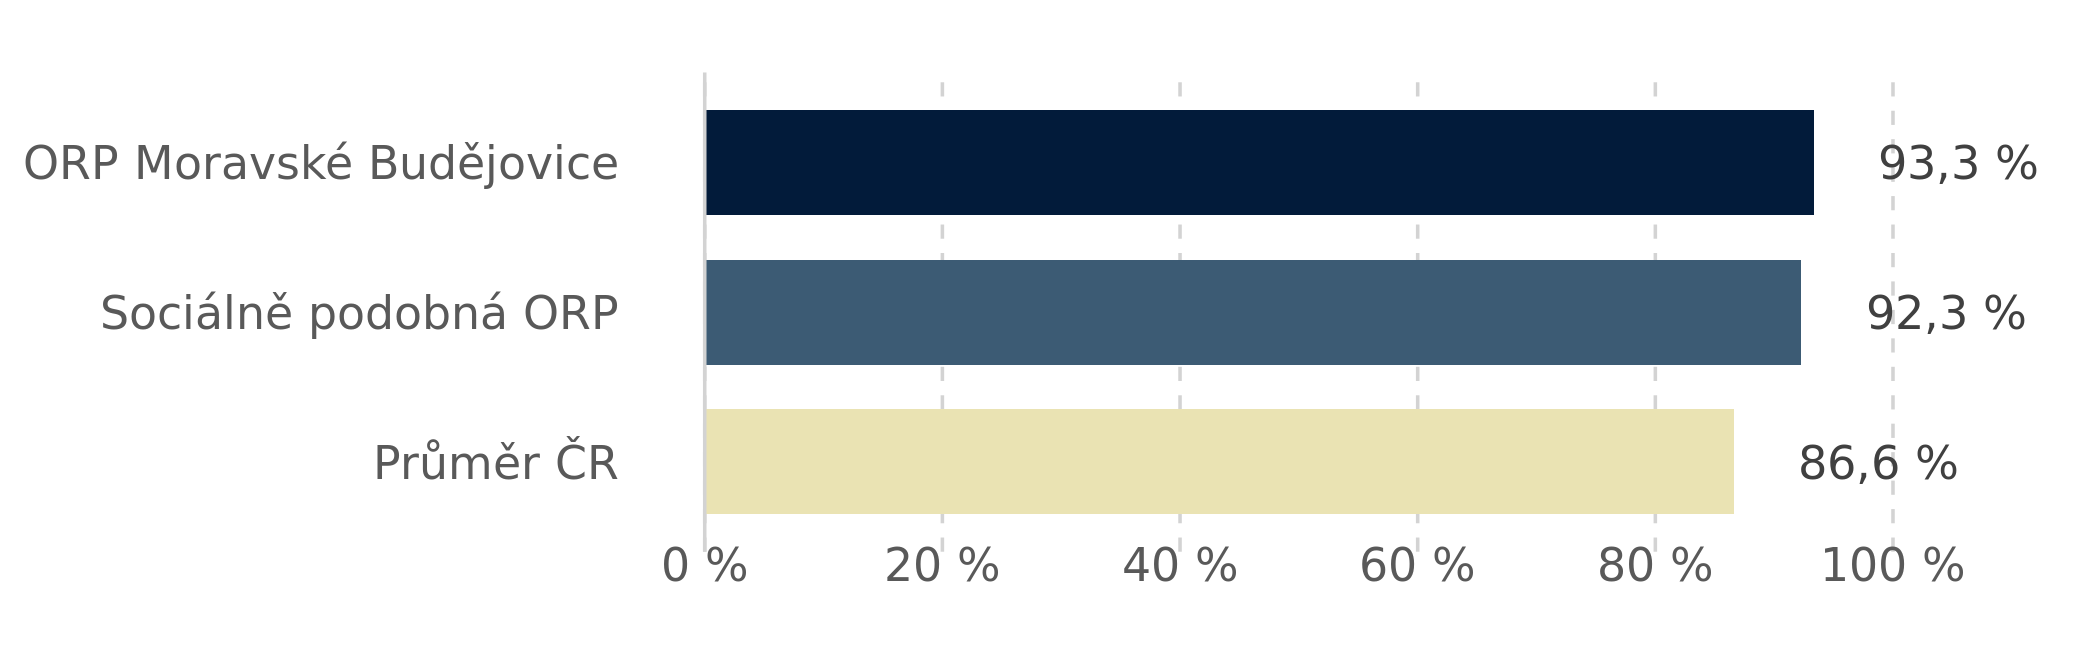 ORP Moravské Budějovice 93,3 %
Sociálně podobná ORP 92,3 %
Průměr ČR 86,6 %
0 % 20 % 40 % 60 % 80 % 100 %